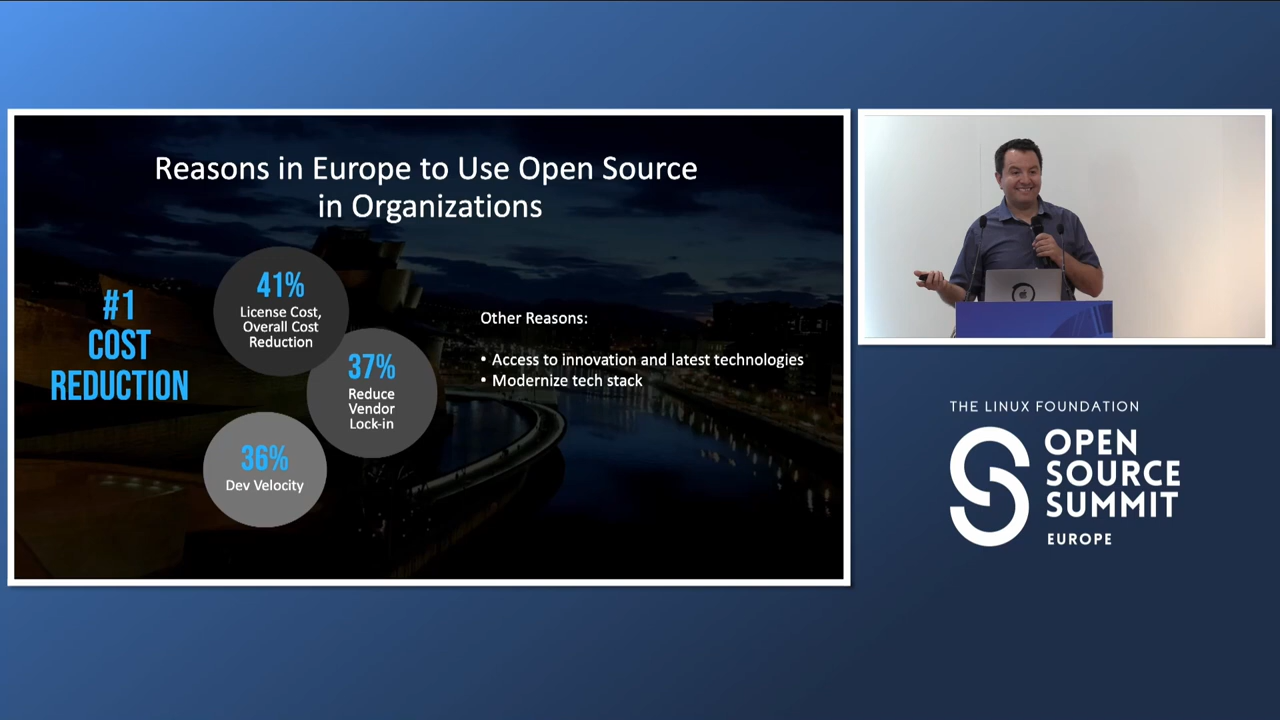 Reasons in Europe to Use Open Source
in Organizations
#1
COST
REDUCTION
41%
License Cost,
Overall Cost
Reduction
37%
Reduce
Vendor
Lock-in
36%
Dev Velocity
Other Reasons:
• Access to innovation and latest technologies
• Modernize tech stack
THE LINUX FOUNDATION
OPEN
SOURCE
SUMMIT
EUROPE